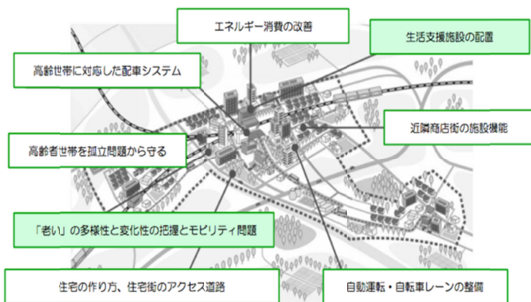 エネルギー消費の改善
生活支援施設の配置
高齢世帯に対応した配車システム
近隣商店街の施設機能
高齢者世帯を孤立問題から守る
「老い」の多様性と変化性の把握とモビリティ問題
住宅の作り方、住宅街のアクセス道路
自動運転・自転車レーンの整備